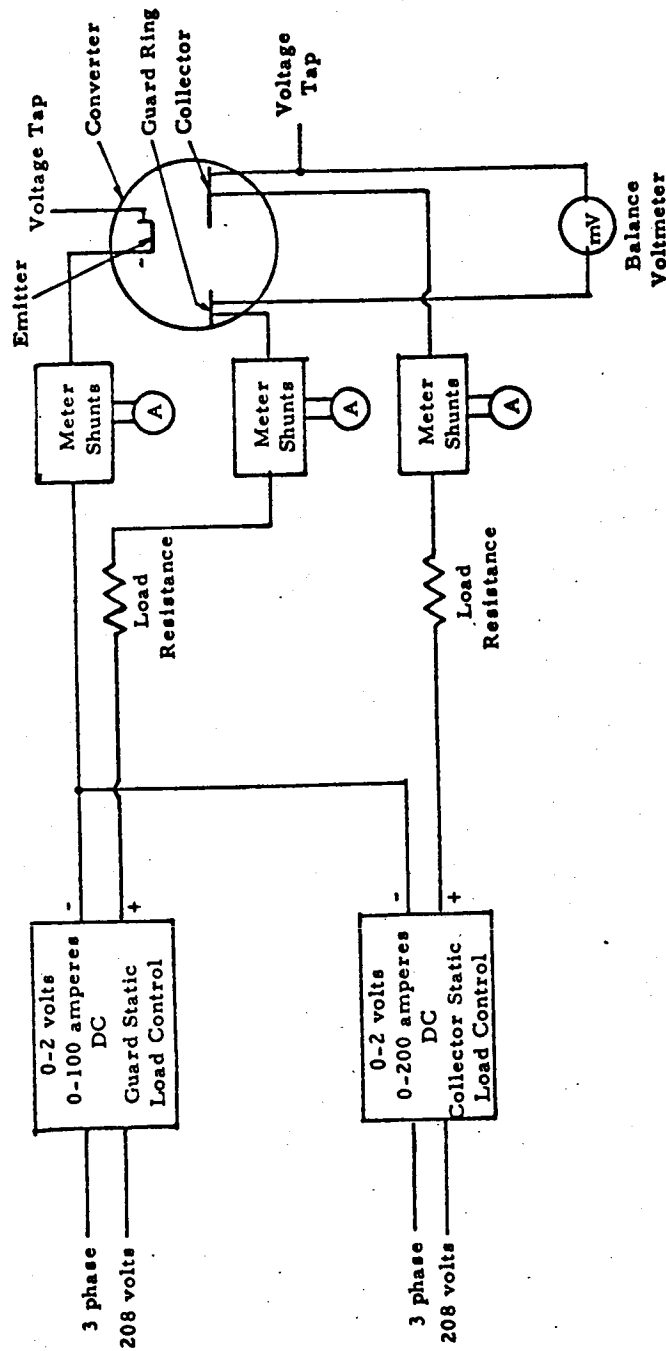 3 phase
208 volts
0-2 volts
0-100 amperes
DC
Guard Static
Load Control
-
+
Load
Resistance
Meter
Shunts
A
Emitter
Voltage Tap
Converter
Guard Ring
Collector
-
Meter
Shunts
A
Voltage
Tap
3 phase
208 volts
0-2 volts
0-200 amperes
DC
Collector Static
Load Control
-
+
Load
Resistance
Meter
Shunts
A
mV
Balance
Voltmeter